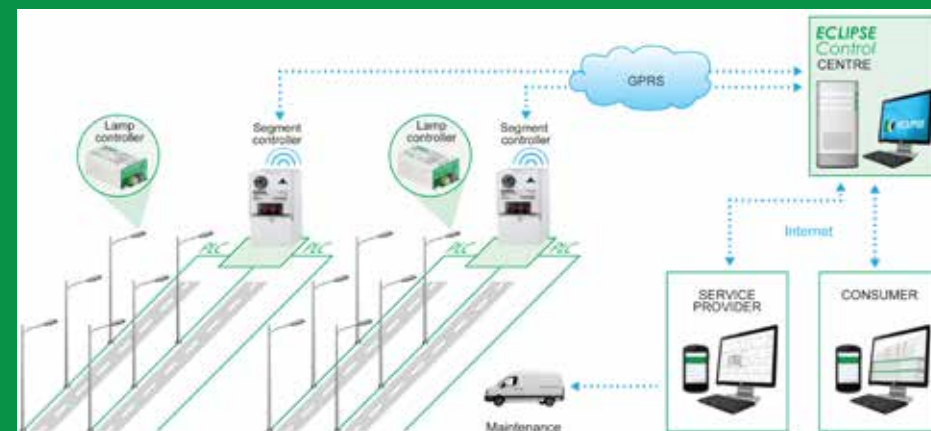 ECLIPSE
Control
CENTRE
GPRS
Lamp
controller
Segment
controller
Lamp
controller
Segment
controller
ECLIPSE
PLC
PLC
PLC
PLC
Internet
SERVICE
PROVIDER
CONSUMER
Maintenance